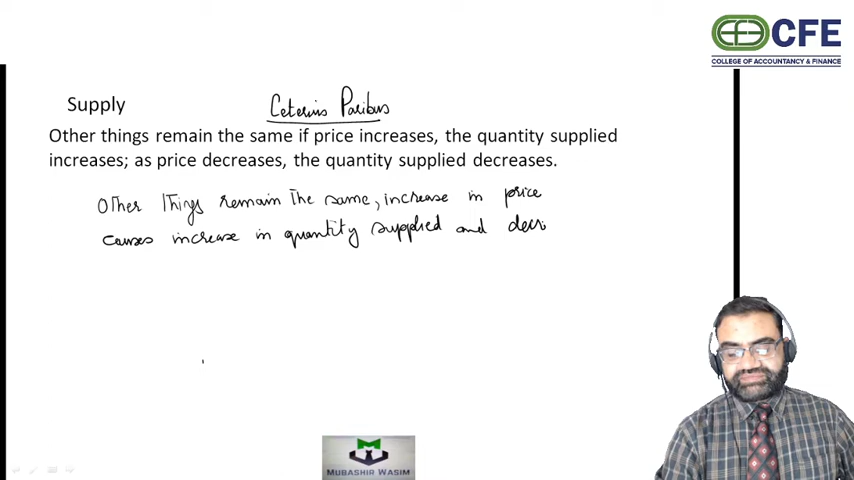 CFE
COLLEGE OF ACCOUNTANCY & FINANCE
Supply
Ceterius Paribus
Other things remain the same if price increases, the quantity supplied
increases; as price decreases, the quantity supplied decreases.
Other Things remain The same, increase in price
causes increase in quantity supplied and decr
MUBASHIR WASIM